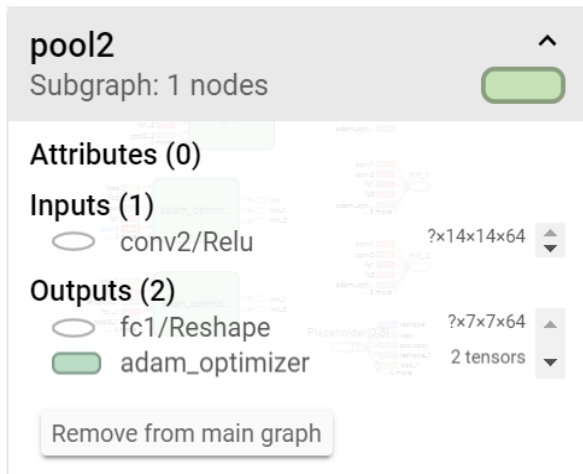 pool2
Subgraph: 1 nodes
Attributes (0)
Inputs (1)
conv2/Relu ?×14×14×64
Outputs (2)
fc1/Reshape ?×7×7×64
adam_optimizer 2 tensors
Remove from main graph